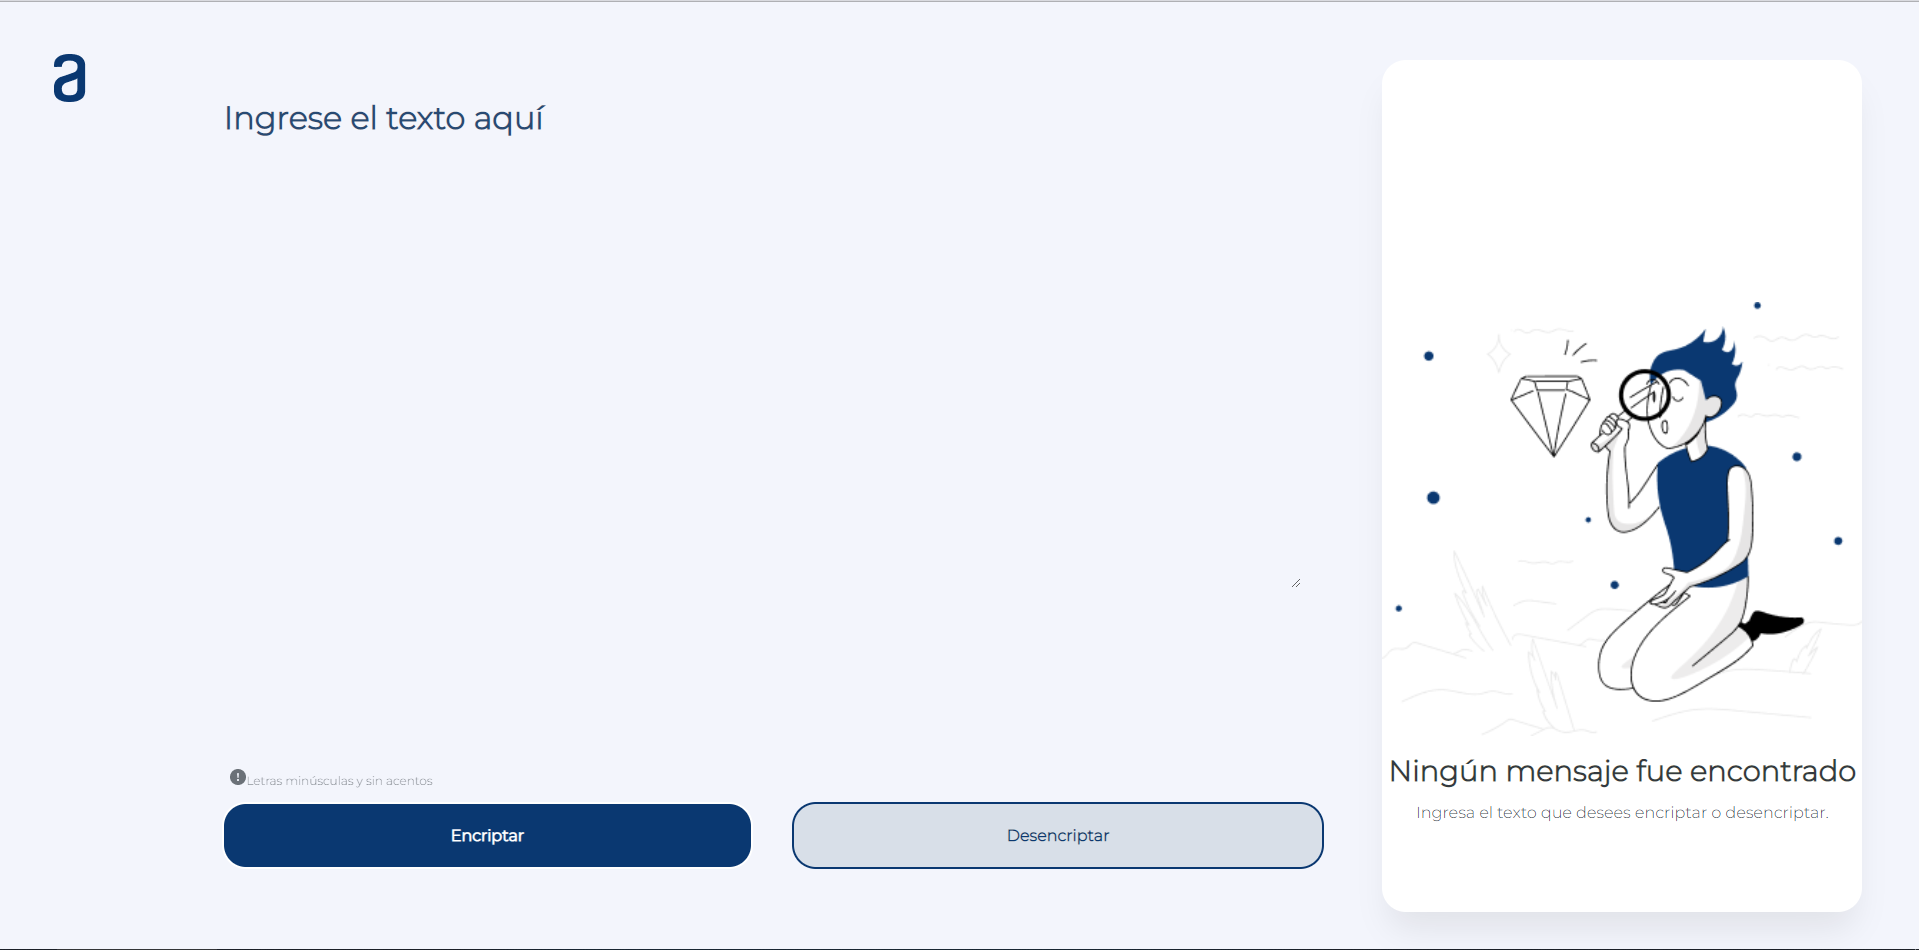 a
Ingrese el texto aquí
Letras minúsculas y sin acentos
Encriptar
Desencriptar
Ningún mensaje fue encontrado
Ingresa el texto que desees encriptar o desencriptar.